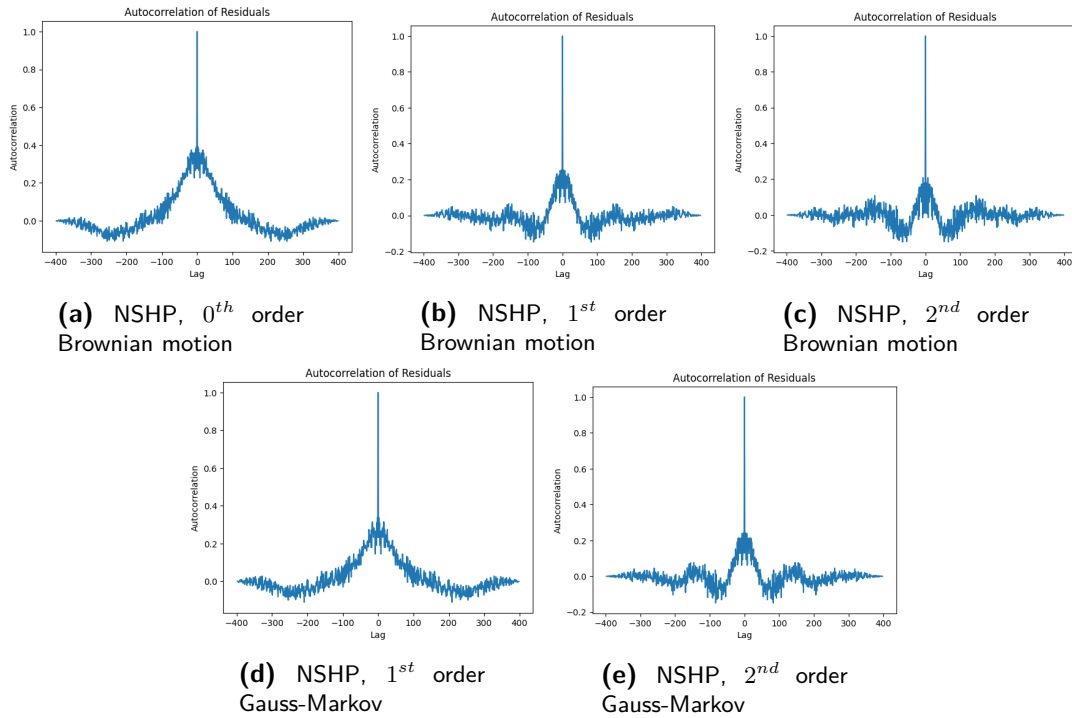 Autocorrelation of Residuals
1.0
0.8
0.6
0.4
0.2
0.0
Autocorrelation
−400 −300 −200 −100 0 100 200 300 400
Lag
(a) NSHP, 0th order
Brownian motion
Autocorrelation of Residuals
1.0
0.8
0.6
0.4
0.2
0.0
−0.2
Autocorrelation
−400 −300 −200 −100 0 100 200 300 400
Lag
(b) NSHP, 1st order
Brownian motion
Autocorrelation of Residuals
1.0
0.8
0.6
0.4
0.2
0.0
−0.2
Autocorrelation
−400 −300 −200 −100 0 100 200 300 400
Lag
(c) NSHP, 2nd order
Brownian motion
Autocorrelation of Residuals
1.0
0.8
0.6
0.4
0.2
0.0
Autocorrelation
−400 −300 −200 −100 0 100 200 300 400
Lag
(d) NSHP, 1st order
Gauss-Markov
Autocorrelation of Residuals
1.0
0.8
0.6
0.4
0.2
0.0
−0.2
Autocorrelation
−400 −300 −200 −100 0 100 200 300 400
Lag
(e) NSHP, 2nd order
Gauss-Markov